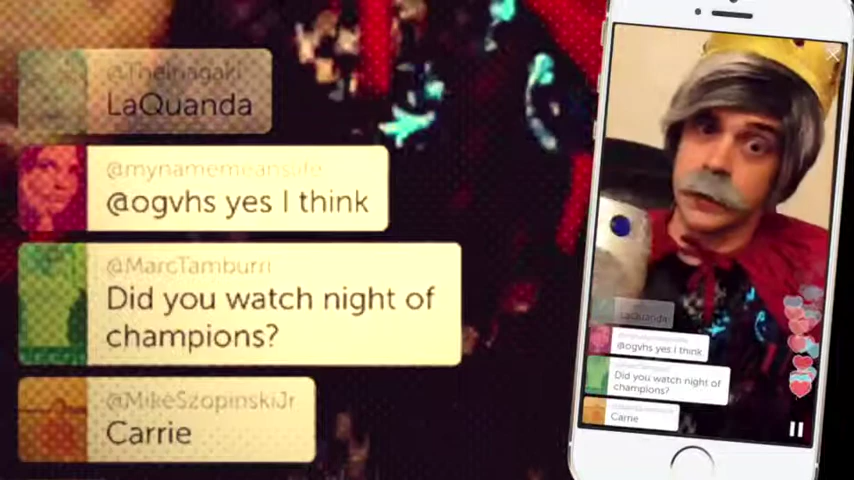 @TheInagaki
LaQuanda
@mynamemeansafe
@ogvhs yes I think
@MarcTamburri
Did you watch night of
champions?
@MikeSzopinskiJr
Carrie
LaQuanda
@ogvhs yes I think
Did you watch night of
champions?
Carrie